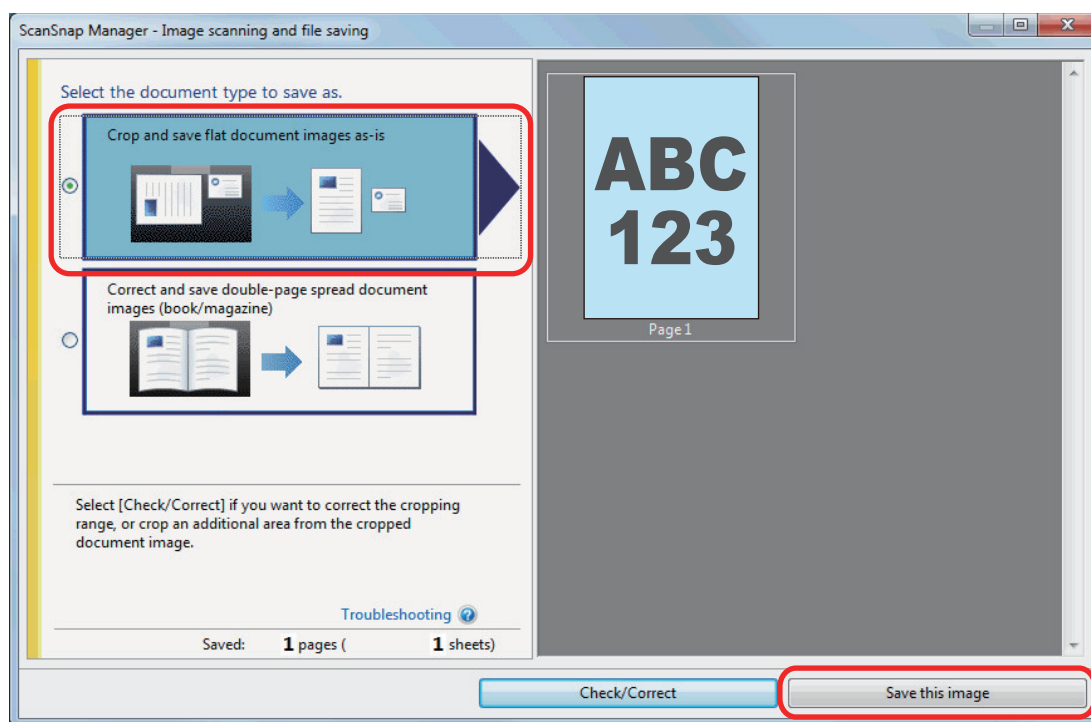 ScanSnap Manager - Image scanning and file saving
Select the document type to save as.
Crop and save flat document images as-is
Correct and save double-page spread document
images (book/magazine)
Select [Check/Correct] if you want to correct the cropping
range, or crop an additional area from the cropped
document image.
Troubleshooting ?
Saved: 1 pages ( 1 sheets)
ABC
123
Page1
Check/Correct
Save this image